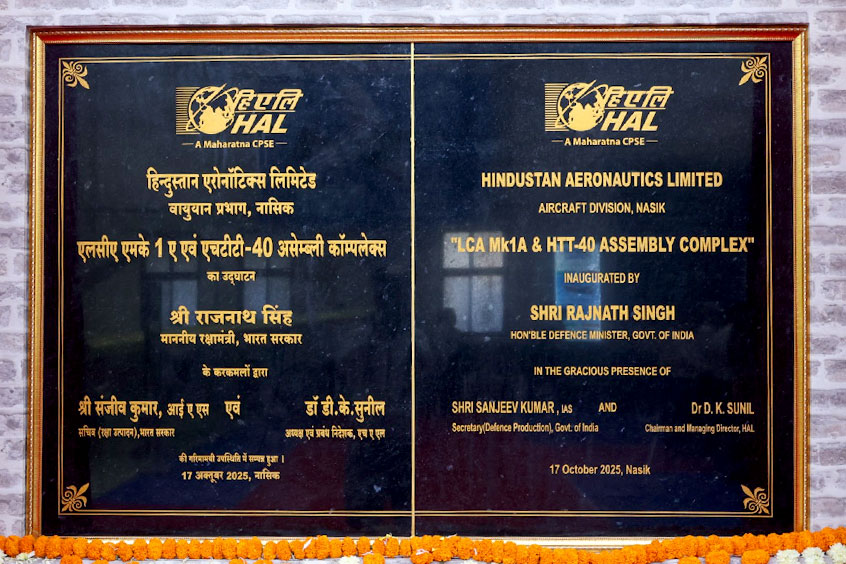 हिएलि
HAL
A Maharatna CPSE
हिन्दुस्तान एरोनॉटिक्स लिमिटेड
वायुयान प्रभाग, नासिक
एलसीए एमके 1 ए एवं एचटीटी-40 असेम्ब्ली कॉम्पलेक्स
का उद्घाटन
श्री राजनाथ सिंह
माननीय रक्षामंत्री, भारत सरकार
के करकमलों द्वारा
श्री संजीव कुमार, आई ए एस एवं डॉ डी.के.सुनील
सचिव (रक्षा उत्पादन),भारत सरकार अध्यक्ष एवं प्रबंध निदेशक, एच ए एल
की गरिमामयी उपस्थिति में सम्पन्न हुआ ।
17 अक्तूबर 2025, नासिक
हिएलि
HAL
A Maharatna CPSE
HINDUSTAN AERONAUTICS LIMITED
AIRCRAFT DIVISION, NASIK
"LCA Mk1A & HTT-40 ASSEMBLY COMPLEX"
INAUGURATED BY
SHRI RAJNATH SINGH
HON'BLE DEFENCE MINISTER, GOVT. OF INDIA
IN THE GRACIOUS PRESENCE OF
SHRI SANJEEV KUMAR, IAS AND Dr D. K. SUNIL
Secretary(Defence Production), Govt. of India Chairman and Managing Director, HAL
17 October 2025, Nasik